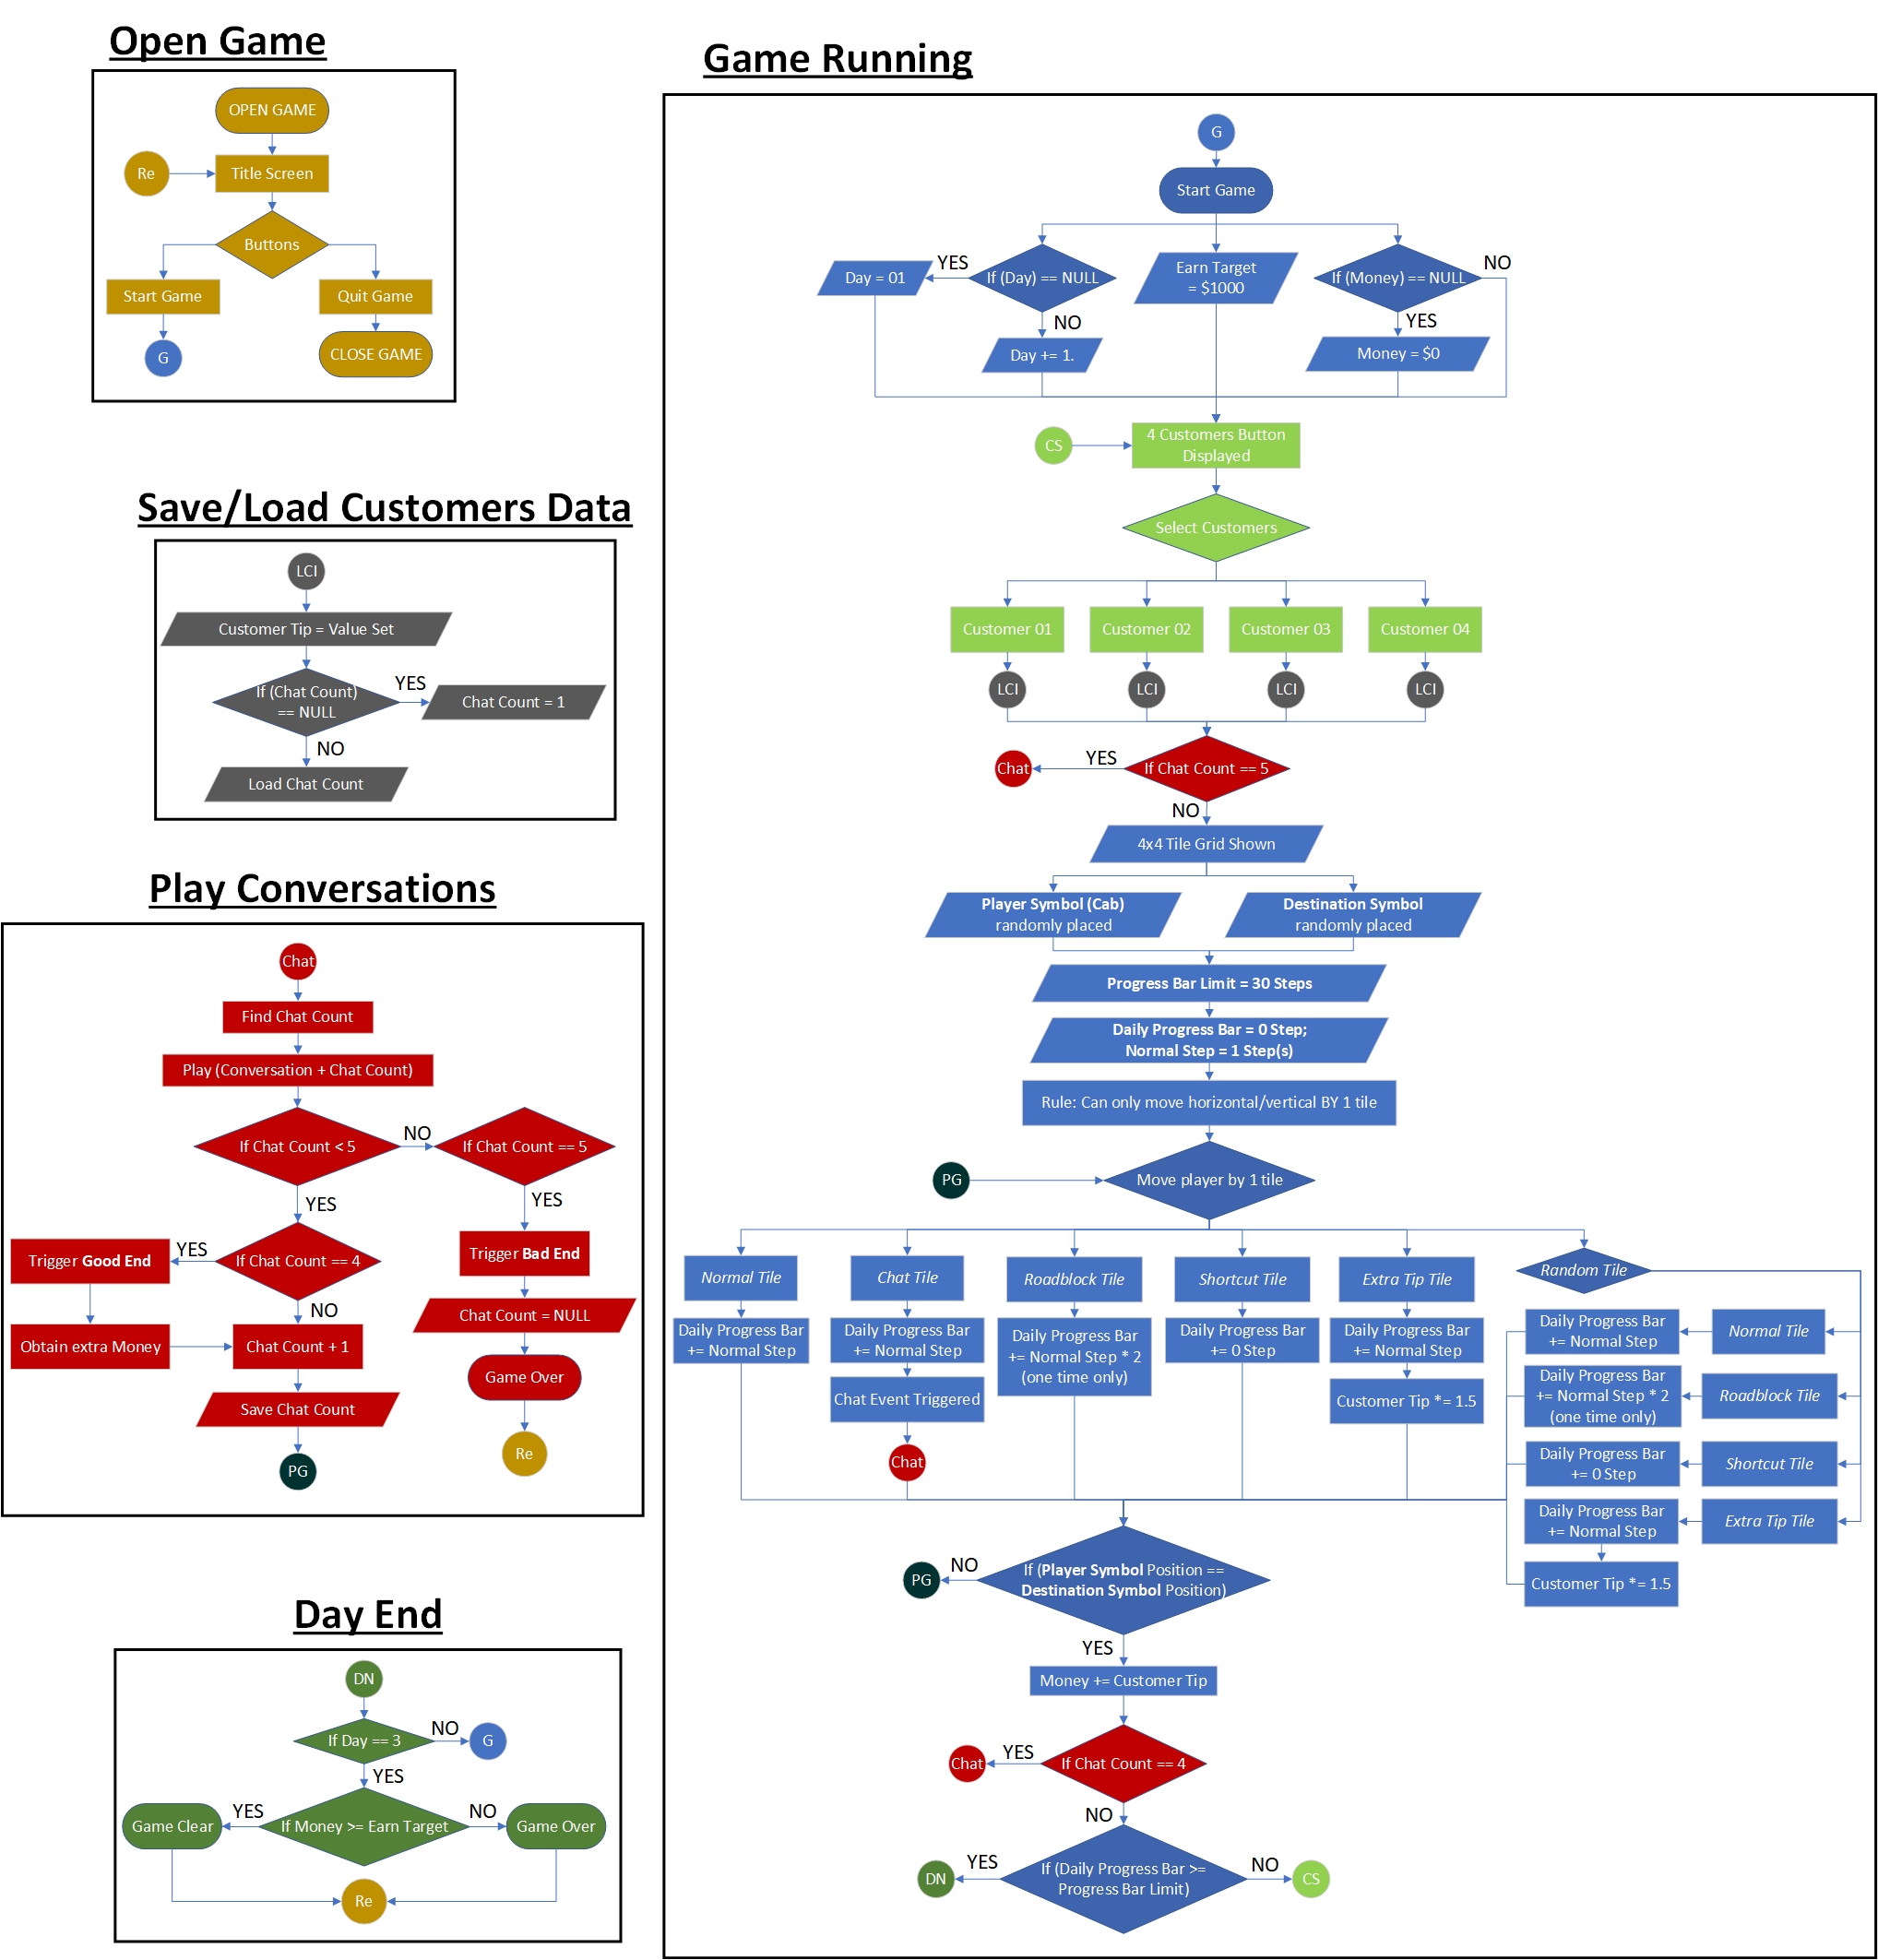 Open Game
OPEN GAME
Re
Title Screen
Buttons
Start Game
Quit Game
G
CLOSE GAME
Save/Load Customers Data
LCI
Customer Tip = Value Set
If (Chat Count)
== NULL
YES
Chat Count = 1
NO
Load Chat Count
Play Conversations
Chat
Find Chat Count
Play (Conversation + Chat Count)
If Chat Count < 5
NO
If Chat Count == 5
YES
YES
Trigger Good End
YES
If Chat Count == 4
Trigger Bad End
NO
Chat Count = NULL
Obtain extra Money
Chat Count + 1
Game Over
Save Chat Count
Re
PG
Day End
DN
If Day == 3
NO
G
YES
Game Clear
YES
If Money >= Earn Target
NO
Game Over
Re
Game Running
G
Start Game
Day = 01
YES
If (Day) == NULL
Earn Target
= $1000
If (Money) == NULL
NO
NO
YES
Day += 1.
Money = $0
CS
4 Customers Button
Displayed
Select Customers
Customer 01
Customer 02
Customer 03
Customer 04
LCI
LCI
LCI
LCI
Chat
YES
If Chat Count == 5
NO
4x4 Tile Grid Shown
Player Symbol (Cab)
randomly placed
Destination Symbol
randomly placed
Progress Bar Limit = 30 Steps
Daily Progress Bar = 0 Step;
Normal Step = 1 Step(s)
Rule: Can only move horizontal/vertical BY 1 tile
PG
Move player by 1 tile
Normal Tile
Chat Tile
Roadblock Tile
Shortcut Tile
Extra Tip Tile
Random Tile
Daily Progress Bar
+= Normal Step
Daily Progress Bar
+= Normal Step
Chat Event Triggered
Chat
Daily Progress Bar
+= Normal Step * 2
(one time only)
Daily Progress Bar
+= 0 Step
Daily Progress Bar
+= Normal Step
Customer Tip *= 1.5
Daily Progress Bar
+= Normal Step
Normal Tile
Daily Progress Bar
+= Normal Step * 2
(one time only)
Roadblock Tile
Daily Progress Bar
+= 0 Step
Shortcut Tile
Daily Progress Bar
+= Normal Step
Extra Tip Tile
Customer Tip *= 1.5
PG
NO
If (Player Symbol Position ==
Destination Symbol Position)
YES
Money += Customer Tip
Chat
YES
If Chat Count == 4
NO
DN
YES
If (Daily Progress Bar >=
Progress Bar Limit)
NO
CS